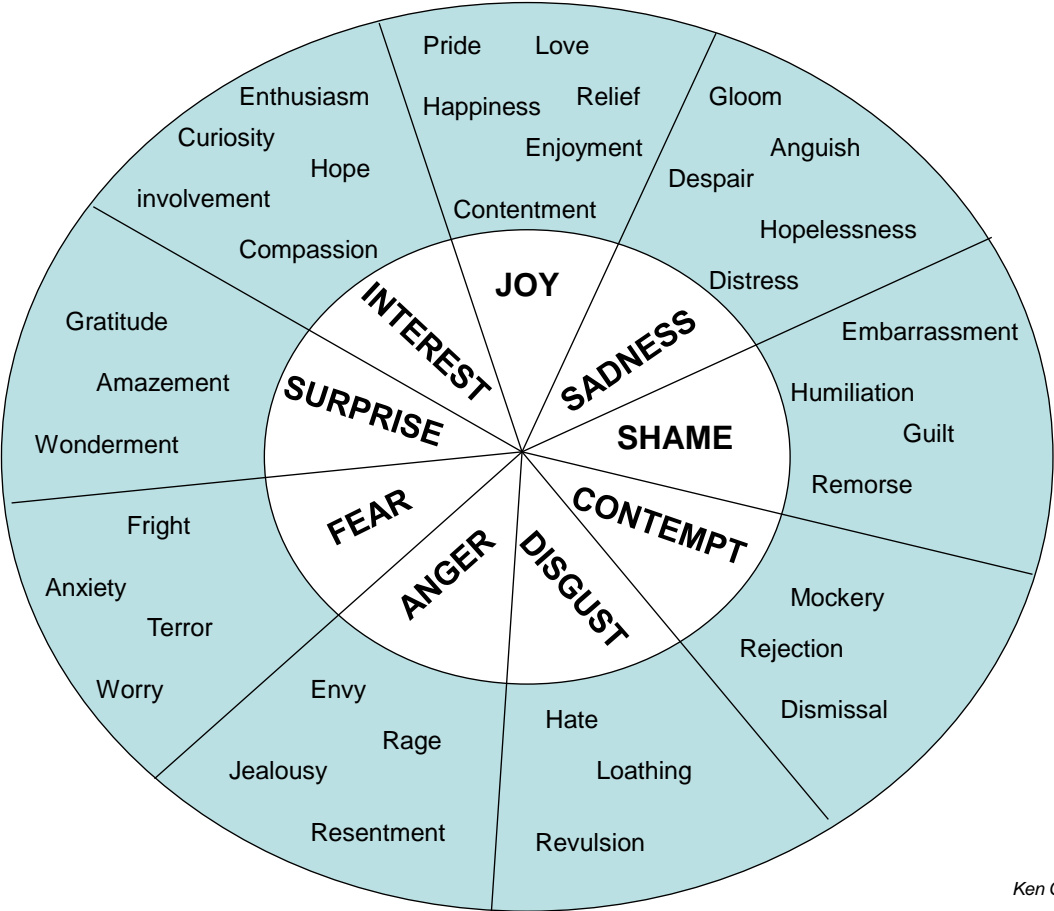 Pride
Love
Happiness
Relief
Enjoyment
Contentment
JOY
Gloom
Anguish
Despair
Hopelessness
Distress
SADNESS
Embarrassment
Humiliation
Guilt
Remorse
SHAME
CONTEMPT
Mockery
Rejection
Dismissal
DISGUST
Hate
Loathing
Revulsion
ANGER
Envy
Rage
Jealousy
Resentment
FEAR
Fright
Anxiety
Terror
Worry
SURPRISE
Gratitude
Amazement
Wonderment
INTEREST
Enthusiasm
Curiosity
Hope
involvement
Compassion
Ken